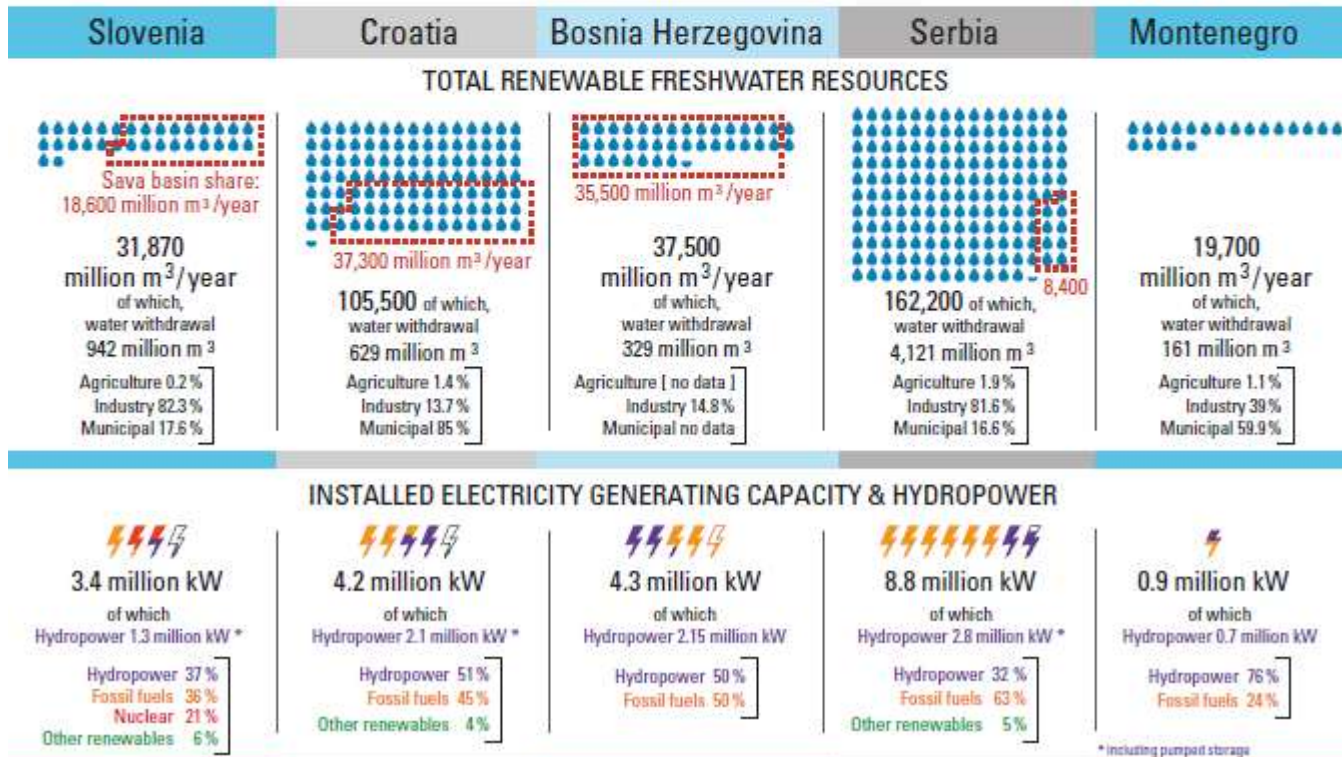 Slovenia
Croatia
Bosnia Herzegovina
Serbia
Montenegro
TOTAL RENEWABLE FRESHWATER RESOURCES
Sava basin share:
18,600 million m³/year
31,870
million m³/year
of which,
water withdrawal
942 million m³
Agriculture 0.2%
Industry 82.3%
Municipal 17.6%
37,300 million m³/year
105,500 of which,
water withdrawal
629 million m³
Agriculture 1.4%
Industry 13.7%
Municipal 85%
35,500 million m³/year
37,500
million m³/year
of which,
water withdrawal
329 million m³
Agriculture [ no data ]
Industry 14.8%
Municipal no data
8,400
162,200 of which,
water withdrawal
4,121 million m³
Agriculture 1.9%
Industry 81.6%
Municipal 16.6%
19,700
million m³/year
of which,
water withdrawal
161 million m³
Agriculture 1.1%
Industry 39%
Municipal 59.9%
INSTALLED ELECTRICITY GENERATING CAPACITY & HYDROPOWER
3.4 million kW
of which
Hydropower 1.3 million kW *
Hydropower 37%
Fossil fuels 36%
Nuclear 21%
Other renewables 6%
4.2 million kW
of which
Hydropower 2.1 million kW *
Hydropower 51%
Fossil fuels 45%
Other renewables 4%
4.3 million kW
of which
Hydropower 2.15 million kW
Hydropower 50%
Fossil fuels 50%
8.8 million kW
of which
Hydropower 2.8 million kW *
Hydropower 32%
Fossil fuels 63%
Other renewables 5%
0.9 million kW
of which
Hydropower 0.7 million kW
Hydropower 76%
Fossil fuels 24%
* including pumped storage